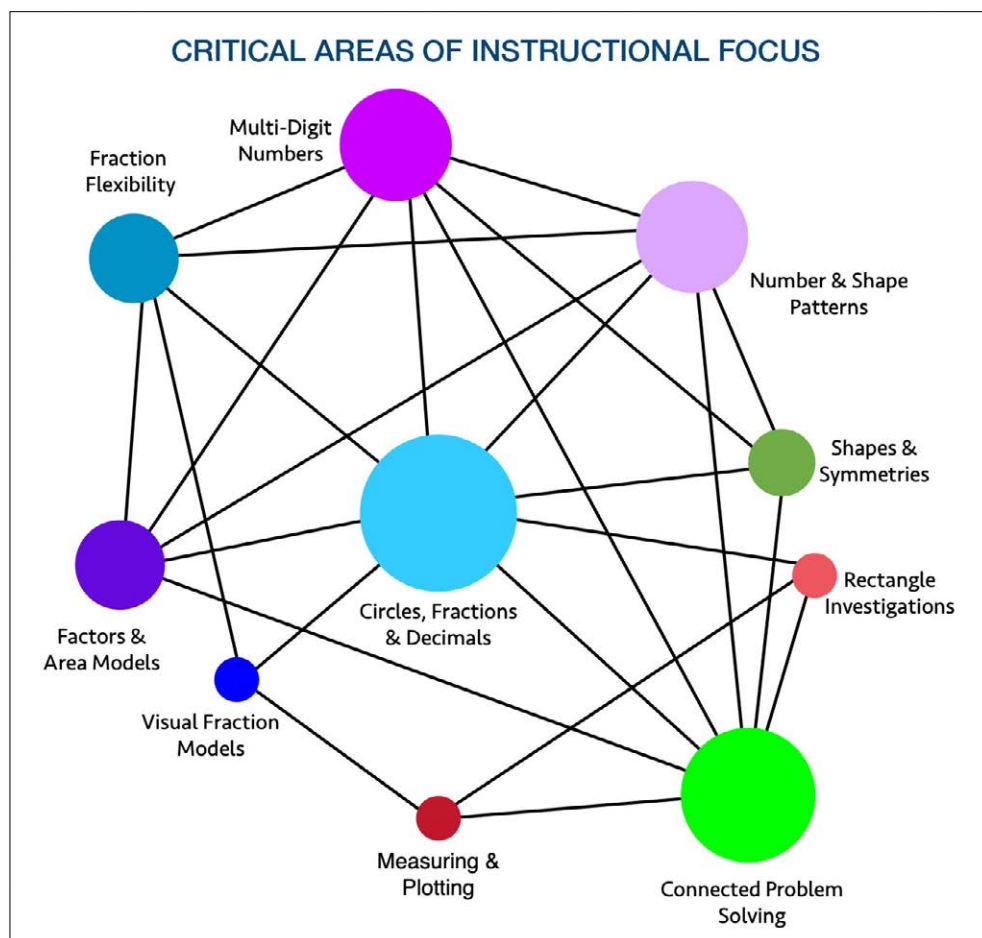 CRITICAL AREAS OF INSTRUCTIONAL FOCUS
Multi-Digit
Numbers
Fraction
Flexibility
Number & Shape
Patterns
Shapes &
Symmetries
Rectangle
Investigations
Circles, Fractions
& Decimals
Factors &
Area Models
Visual Fraction
Models
Measuring &
Plotting
Connected Problem
Solving